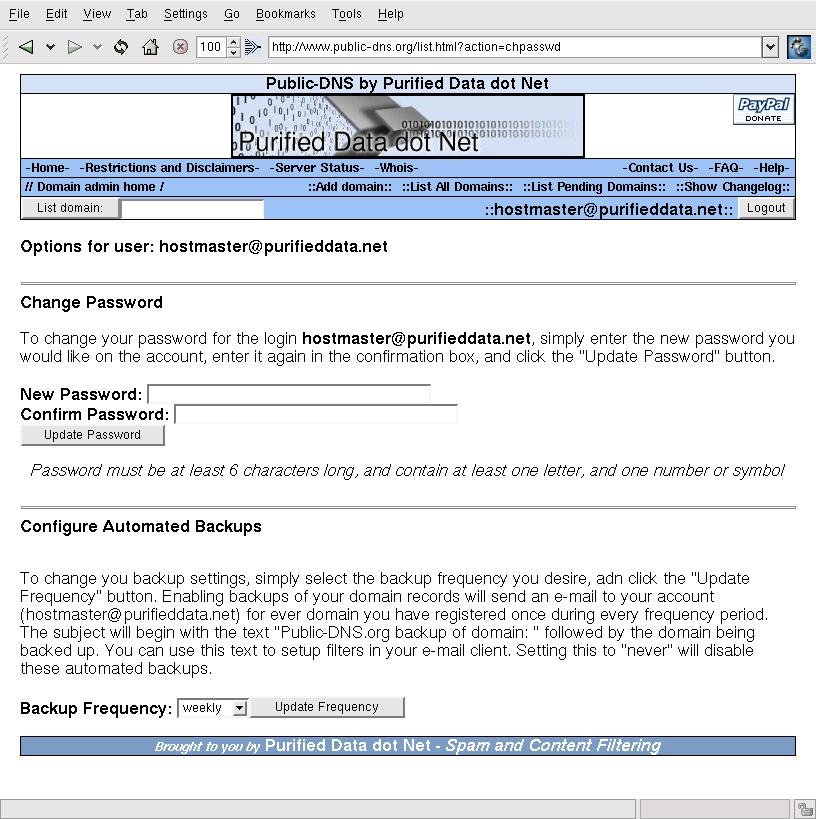 File Edit View Tab Settings Go Bookmarks Tools Help
100 http://www.public-dns.org/list.html?action=chpasswd
Public-DNS by Purified Data dot Net
Purified Data dot Net
PayPal
DONATE
-Home- -Restrictions and Disclaimers- -Server Status- -Whois- -Contact Us- -FAQ- -Help-
// Domain admin home / ::Add domain:: ::List All Domains:: ::List Pending Domains:: ::Show Changelog::
List domain: ::hostmaster@purifieddata.net:: Logout
Options for user: hostmaster@purifieddata.net
Change Password
To change your password for the login hostmaster@purifieddata.net, simply enter the new password you
would like on the account, enter it again in the confirmation box, and click the "Update Password" button.
New Password:
Confirm Password:
Update Password
Password must be at least 6 characters long, and contain at least one letter, and one number or symbol
Configure Automated Backups
To change you backup settings, simply select the backup frequency you desire, adn click the "Update
Frequency" button. Enabling backups of your domain records will send an e-mail to your account
(hostmaster@purifieddata.net) for ever domain you have registered once during every frequency period.
The subject will begin with the text "Public-DNS.org backup of domain: " followed by the domain being
backed up. You can use this text to setup filters in your e-mail client. Setting this to "never" will disable
these automated backups.
Backup Frequency: weekly Update Frequency
Brought to you by Purified Data dot Net - Spam and Content Filtering